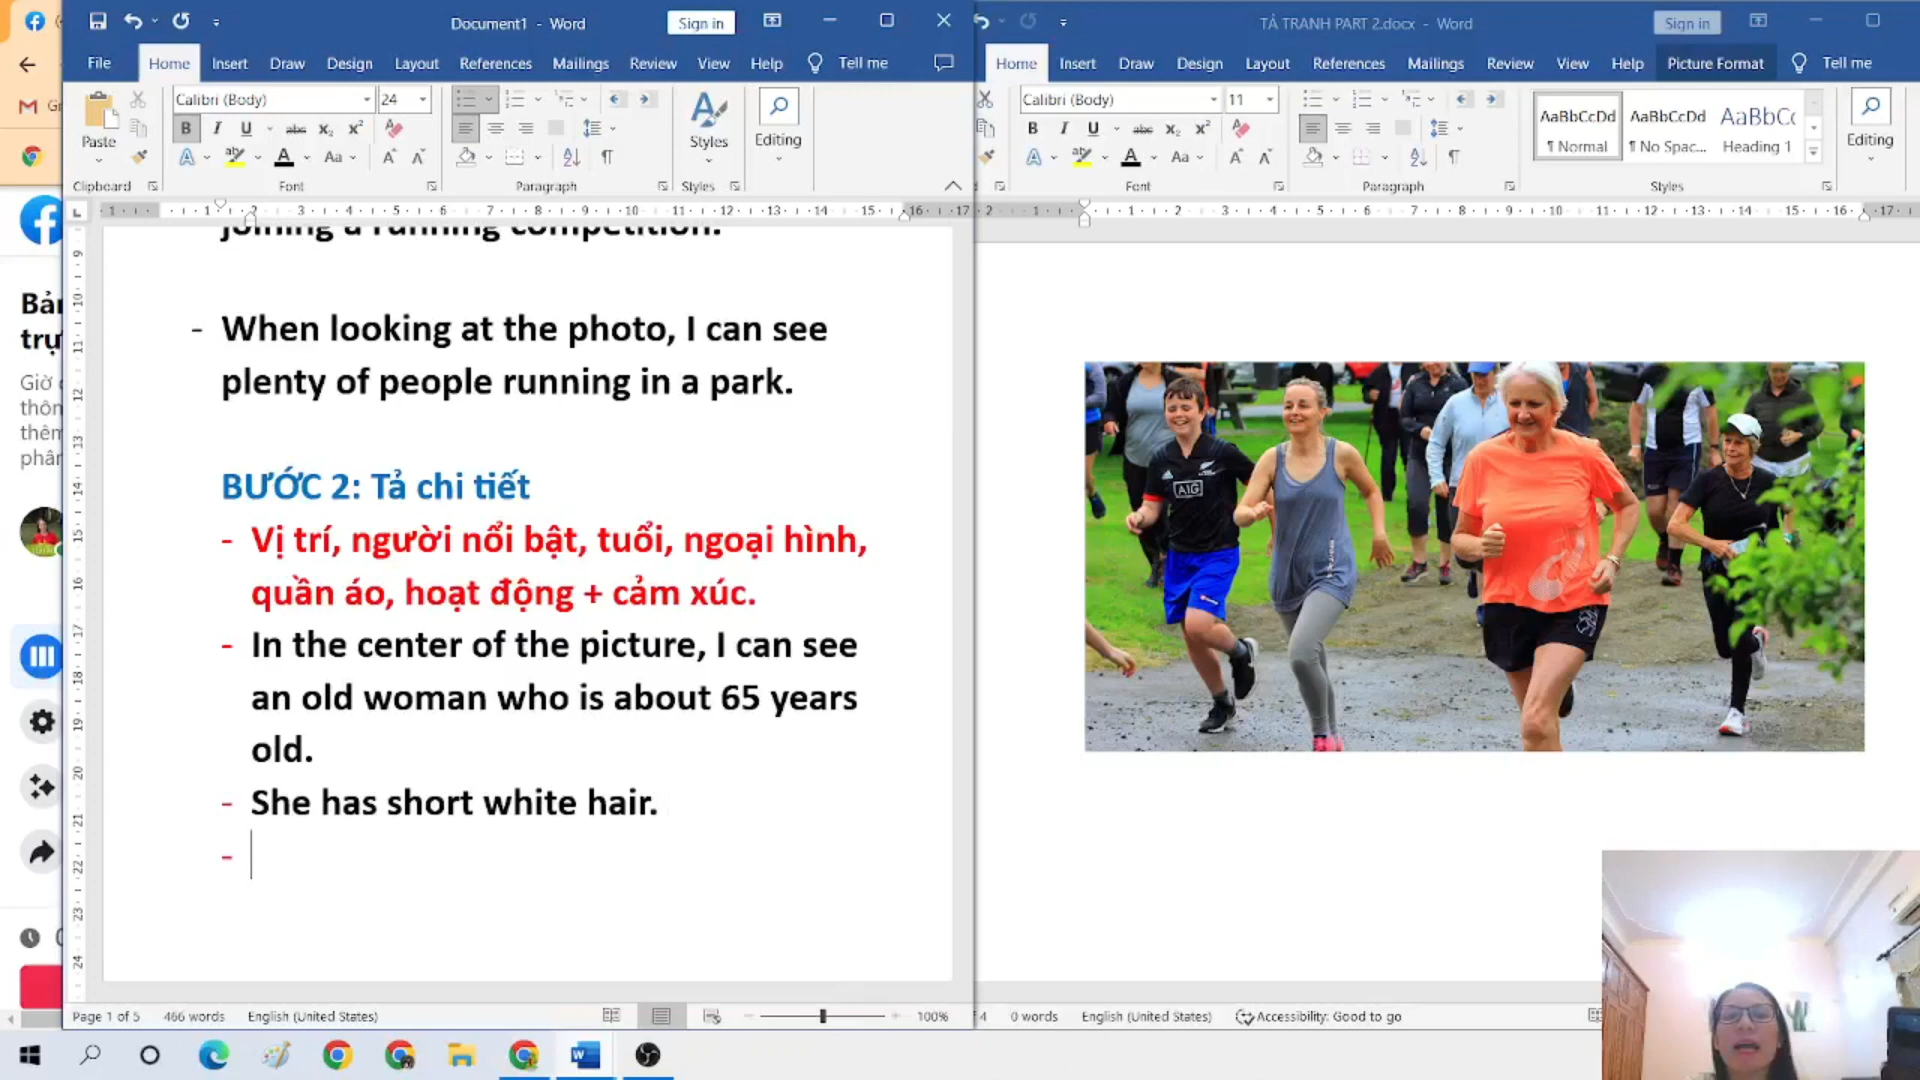 Document1 - Word
Sign in
TẢ TRANH PART 2.docx - Word
Sign in
File Home Insert Draw Design Layout References Mailings Review View Help Tell me
Home Insert Draw Design Layout References Mailings Review View Help Picture Format Tell me
Calibri (Body) 24
Calibri (Body) 11
Paste
Styles
Editing
AaBbCcDd AaBbCcDd AaBbCc
¶ Normal ¶ No Spac... Heading 1
Editing
Clipboard Font Paragraph Styles
Font Paragraph Styles
joining a running competition.
- When looking at the photo, I can see
plenty of people running in a park.
BƯỚC 2: Tả chi tiết
- Vị trí, người nổi bật, tuổi, ngoại hình,
quần áo, hoạt động + cảm xúc.
- In the center of the picture, I can see
an old woman who is about 65 years
old.
- She has short white hair.
-
AIG
Giờ
Page 1 of 5 466 words English (United States) 100%
4 0 words English (United States) Accessibility: Good to go